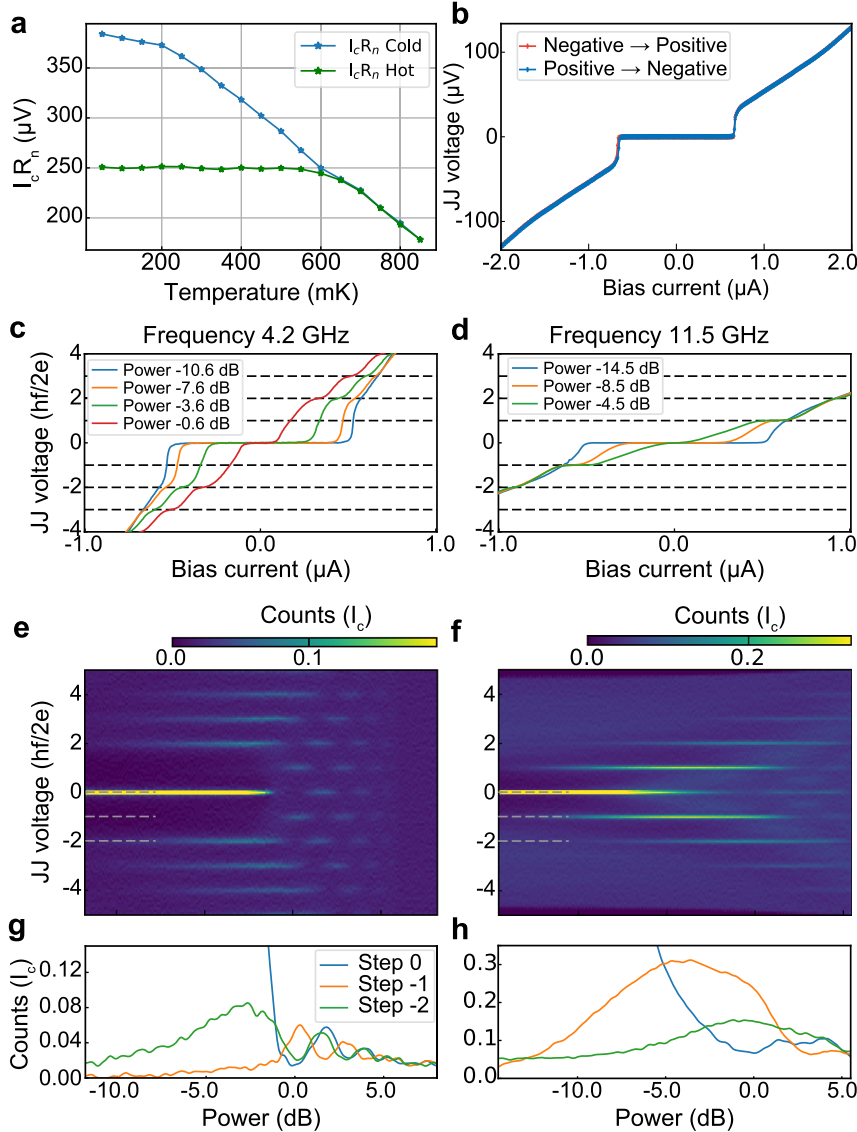 a
I_cR_n (µV)
350
300
250
200
I_cR_n Cold
I_cR_n Hot
200 400 600 800
Temperature (mK)
b
JJ voltage (µV)
100
0
-100
Negative → Positive
Positive → Negative
-2.0 -1.0 0.0 1.0 2.0
Bias current (µA)
c
Frequency 4.2 GHz
JJ voltage (hf/2e)
4
2
0
-2
-4
Power -10.6 dB
Power -7.6 dB
Power -3.6 dB
Power -0.6 dB
-1.0 0.0 1.0
Bias current (µA)
d
Frequency 11.5 GHz
4
2
0
-2
-4
Power -14.5 dB
Power -8.5 dB
Power -4.5 dB
-1.0 0.0 1.0
Bias current (µA)
e
Counts (I_c)
0.0 0.1
JJ voltage (hf/2e)
4
2
0
-2
-4
f
Counts (I_c)
0.0 0.2
4
2
0
-2
-4
g
Counts (I_c)
0.12
0.08
0.04
0.00
Step 0
Step -1
Step -2
-10.0 -5.0 0.0 5.0
Power (dB)
h
0.3
0.2
0.1
0.0
-10.0 -5.0 0.0 5.0
Power (dB)